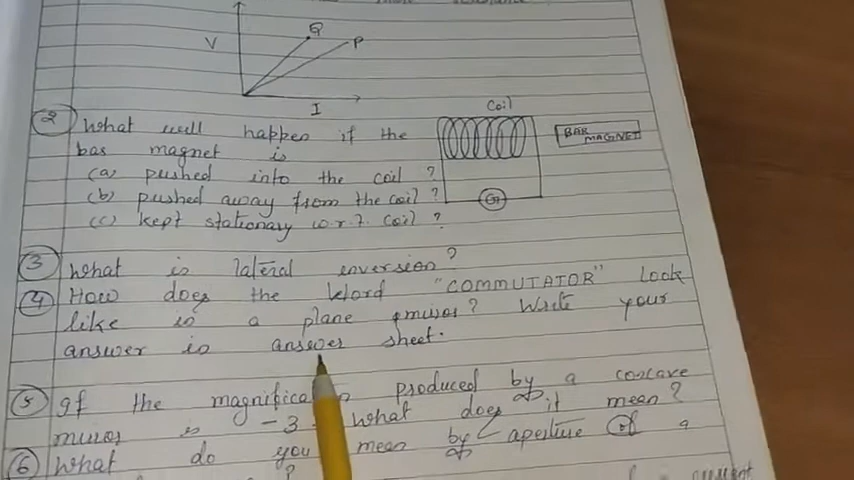 Q
P
V
I
Coil
② What will happen if the
BAR MAGNET
bar magnet is
(a) pushed into the coil ?
(b) pushed away from the coil ?
G
(c) kept stationary w.r.t. coil ?
③ What is lateral inversion ?
④ How does the word "COMMUTATOR" look
like in a plane mirror? Write your
answer in answer sheet.
⑤ If the magnification produced by a concave
mirror is -3. What does it mean ?
⑥ What do you mean by aperture of a
?
current